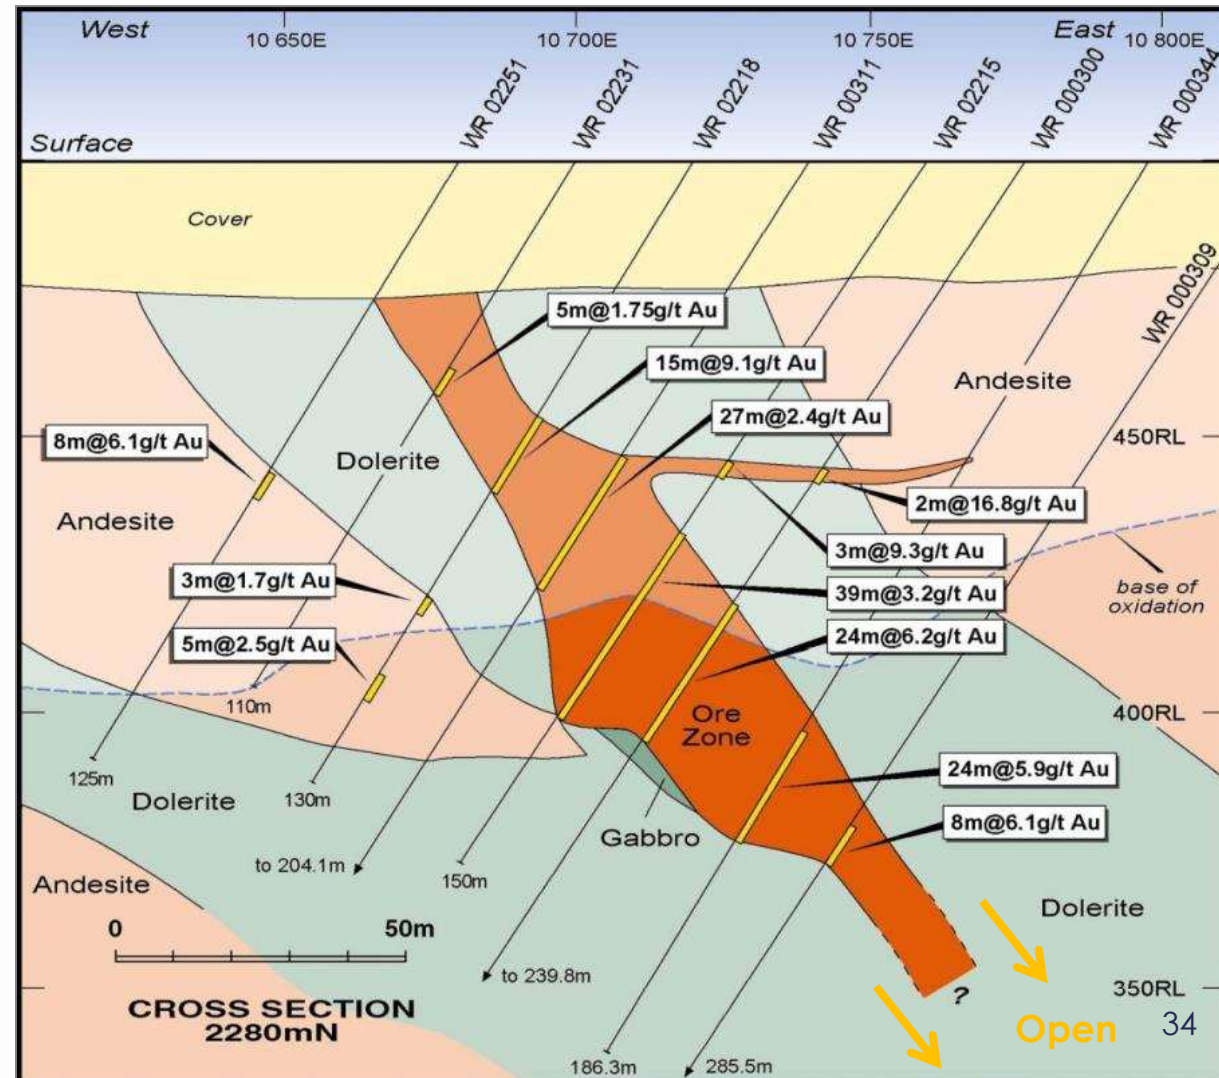 West
East
10 650E
10 700E
10 750E
10 800E
WR 02251
WR 02231
WR 02218
WR 00311
WR 02215
WR 000300
WR 000344
Surface
Cover
WR 000309
5m@1.75g/t Au
15m@9.1g/t Au
Andesite
27m@2.4g/t Au
8m@6.1g/t Au
450RL
Dolerite
2m@16.8g/t Au
Andesite
3m@9.3g/t Au
3m@1.7g/t Au
base of
oxidation
39m@3.2g/t Au
5m@2.5g/t Au
24m@6.2g/t Au
110m
Ore
Zone
400RL
125m
24m@5.9g/t Au
Dolerite
130m
8m@6.1g/t Au
Gabbro
to 204.1m
150m
Andesite
Dolerite
0
50m
to 239.8m
350RL
?
CROSS SECTION
2280mN
Open
34
186.3m
285.5m